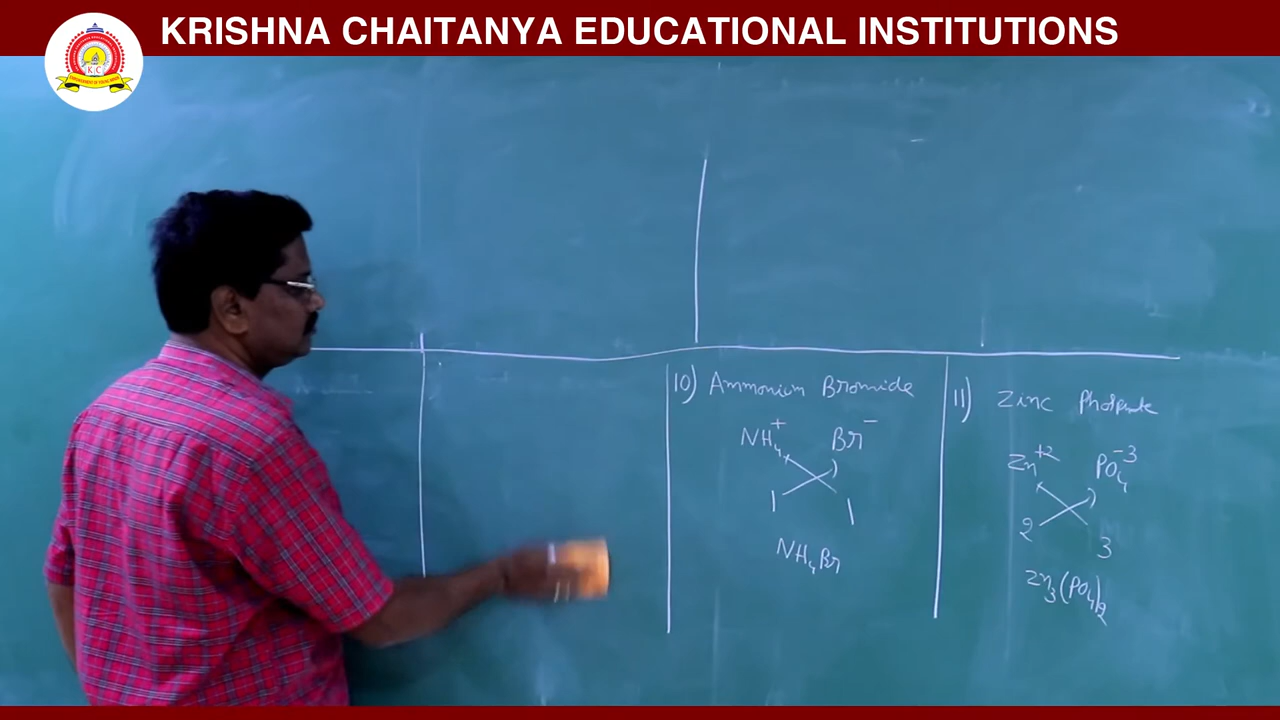 KRISHNA CHAITANYA EDUCATIONAL INSTITUTIONS
K C
10) Ammonium Bromide
NH₄⁺ Br⁻
1 1
NH₄Br
11) Zinc
Zn⁺² PO₄⁻³
2 3
Zn₃(PO₄)₂